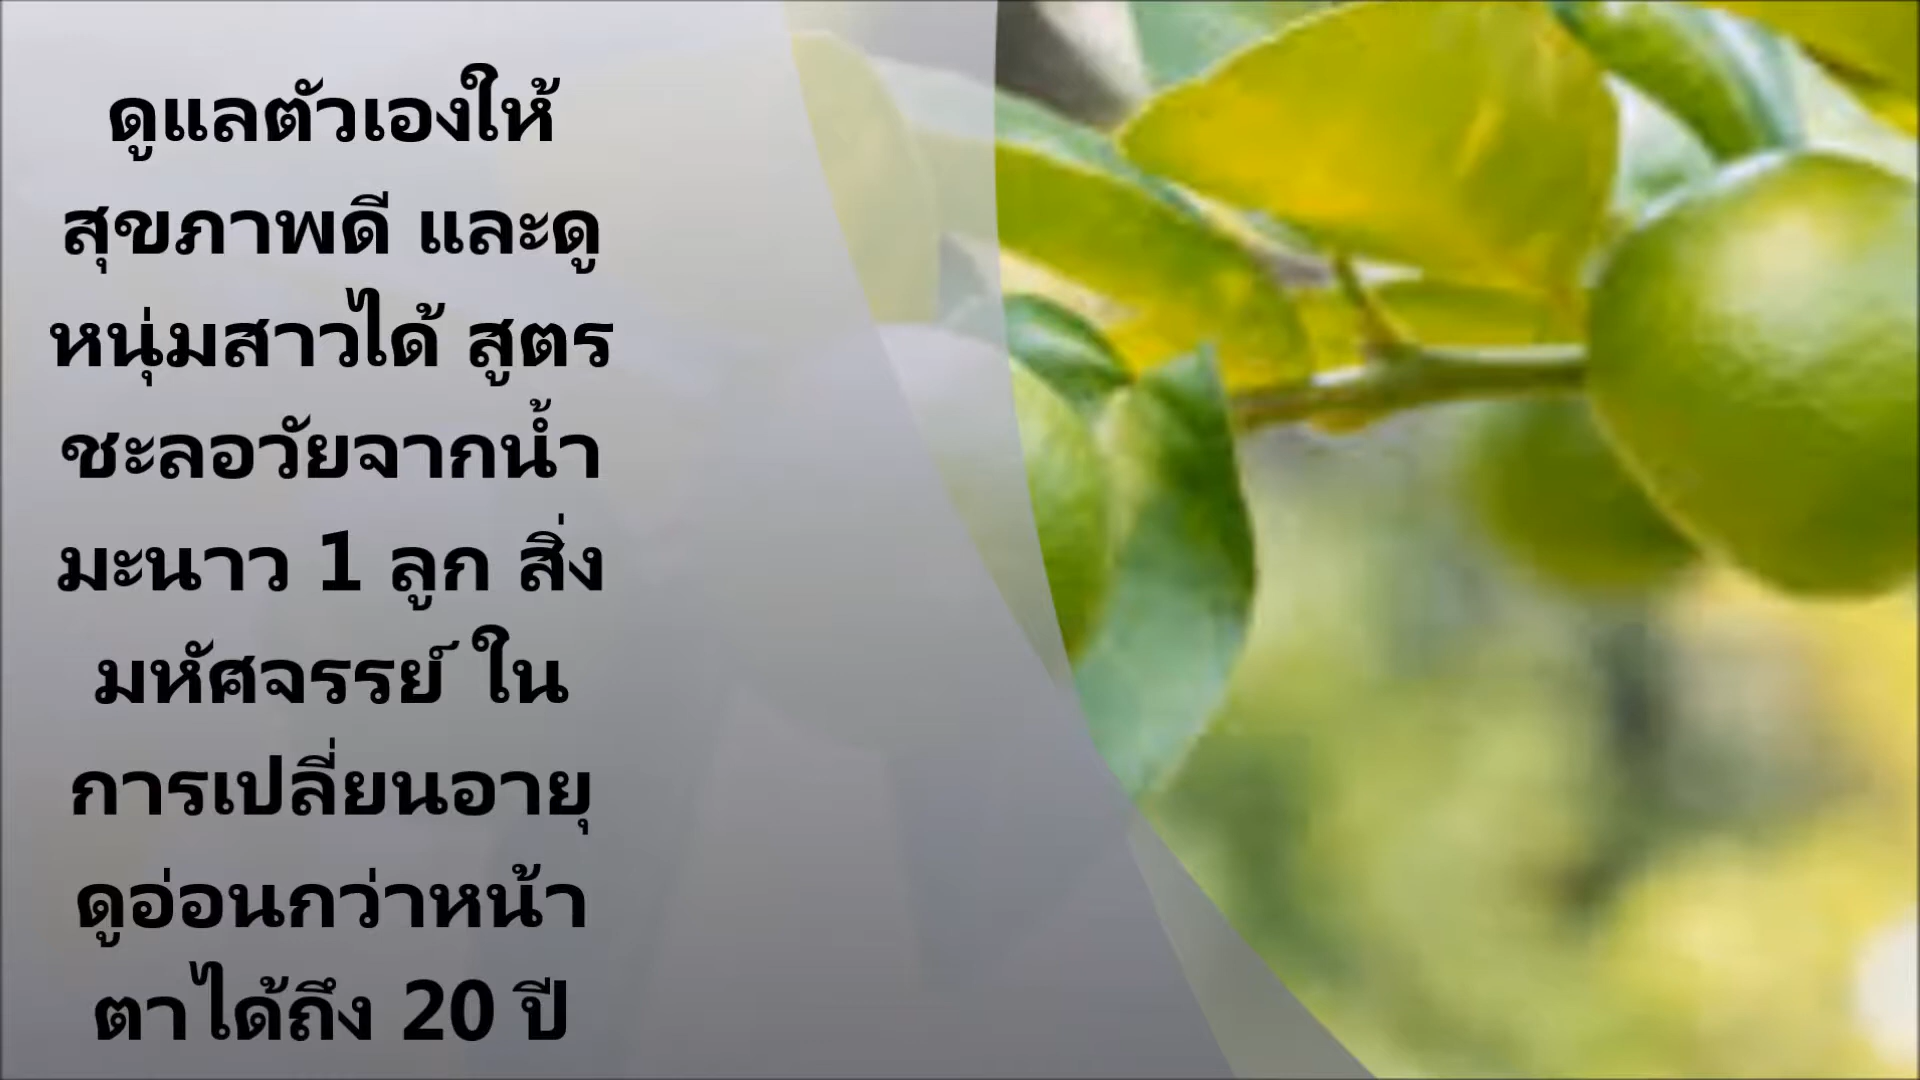 ดูแลตัวเองให้
สุขภาพดี และดู
หนุ่มสาวได้ สูตร
ชะลอวัยจากน้ำ
มะนาว 1 ลูก สิ่ง
มหัศจรรย์ ใน
การเปลี่ยนอายุ
ดูอ่อนกว่าหน้า
ตาได้ถึง 20 ปี